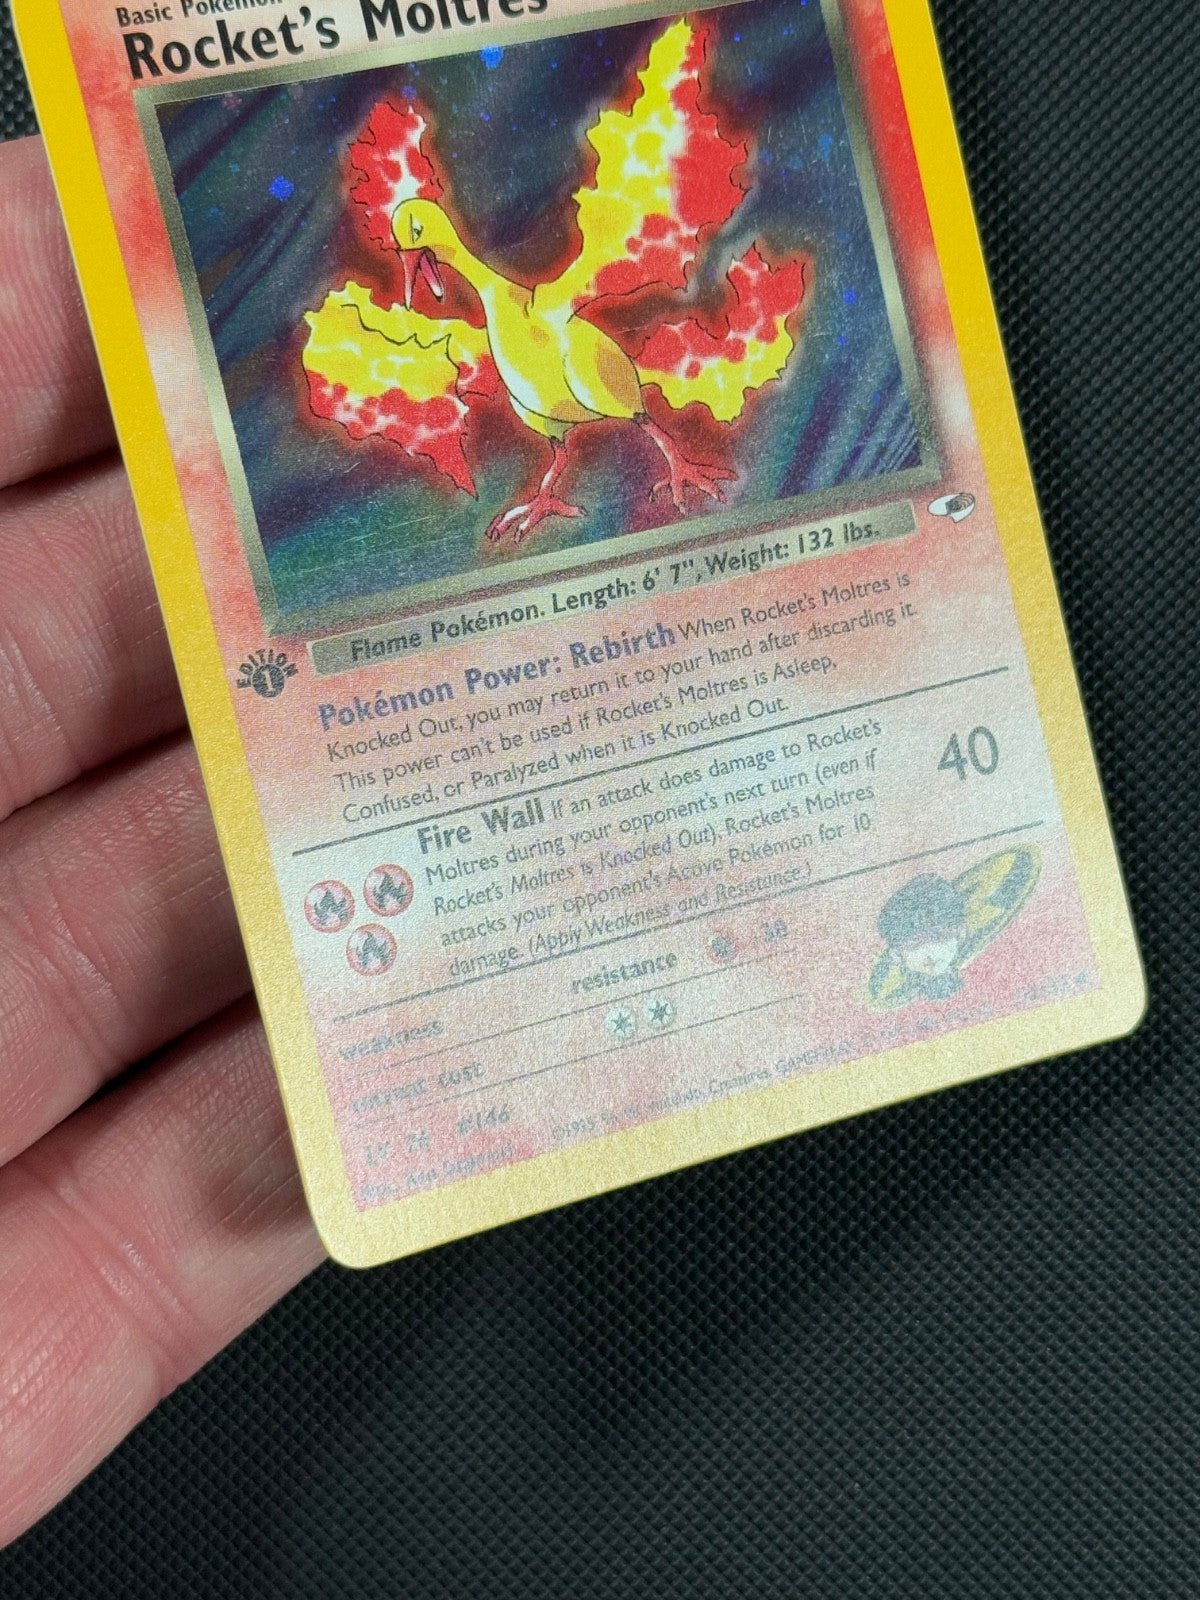 Basic Pokémon
Rocket's Moltres
Flame Pokémon. Length: 6' 7", Weight: 132 lbs.
EDITION
1
Pokémon Power: Rebirth When Rocket's Moltres is
Knocked Out, you may return it to your hand after discarding it.
This power can't be used if Rocket's Moltres is Asleep,
Confused, or Paralyzed when it is Knocked Out.
Fire Wall If an attack does damage to Rocket's
Moltres during your opponent's next turn (even if
Rocket's Moltres is Knocked Out), Rocket's Moltres
attacks your opponent's Active Pokémon for 10
damage. (Apply Weakness and Resistance.)
40
weakness
resistance
-30
retreat cost
#146